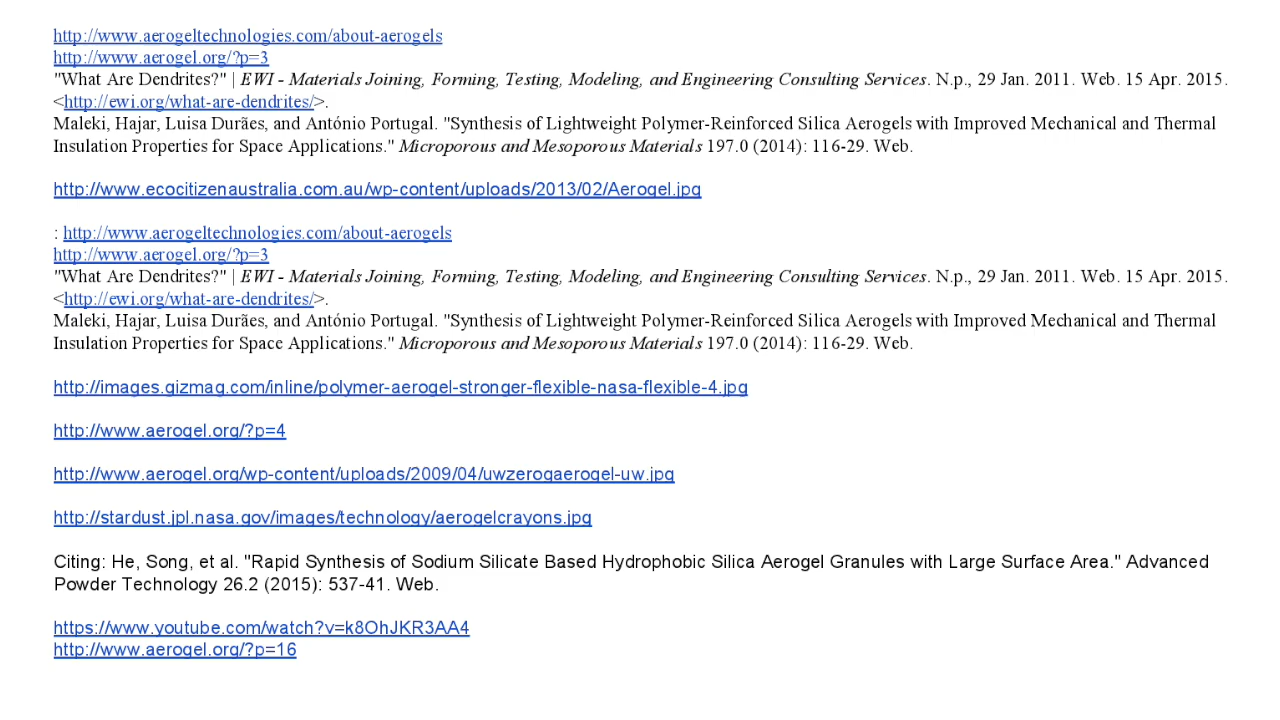 http://www.aerogeltechnologies.com/about-aerogels
http://www.aerogel.org/?p=3
"What Are Dendrites?" | EWI - Materials Joining, Forming, Testing, Modeling, and Engineering Consulting Services. N.p., 29 Jan. 2011. Web. 15 Apr. 2015.
<http://ewi.org/what-are-dendrites/>.
Maleki, Hajar, Luisa Durães, and António Portugal. "Synthesis of Lightweight Polymer-Reinforced Silica Aerogels with Improved Mechanical and Thermal
Insulation Properties for Space Applications." Microporous and Mesoporous Materials 197.0 (2014): 116-29. Web.
http://www.ecocitizenaustralia.com.au/wp-content/uploads/2013/02/Aerogel.jpg
: http://www.aerogeltechnologies.com/about-aerogels
http://www.aerogel.org/?p=3
"What Are Dendrites?" | EWI - Materials Joining, Forming, Testing, Modeling, and Engineering Consulting Services. N.p., 29 Jan. 2011. Web. 15 Apr. 2015.
<http://ewi.org/what-are-dendrites/>.
Maleki, Hajar, Luisa Durães, and António Portugal. "Synthesis of Lightweight Polymer-Reinforced Silica Aerogels with Improved Mechanical and Thermal
Insulation Properties for Space Applications." Microporous and Mesoporous Materials 197.0 (2014): 116-29. Web.
http://images.gizmag.com/inline/polymer-aerogel-stronger-flexible-nasa-flexible-4.jpg
http://www.aerogel.org/?p=4
http://www.aerogel.org/wp-content/uploads/2009/04/uwzerogaerogel-uw.jpg
http://stardust.jpl.nasa.gov/images/technology/aerogelcrayons.jpg
Citing: He, Song, et al. "Rapid Synthesis of Sodium Silicate Based Hydrophobic Silica Aerogel Granules with Large Surface Area." Advanced
Powder Technology 26.2 (2015): 537-41. Web.
https://www.youtube.com/watch?v=k8OhJKR3AA4
http://www.aerogel.org/?p=16